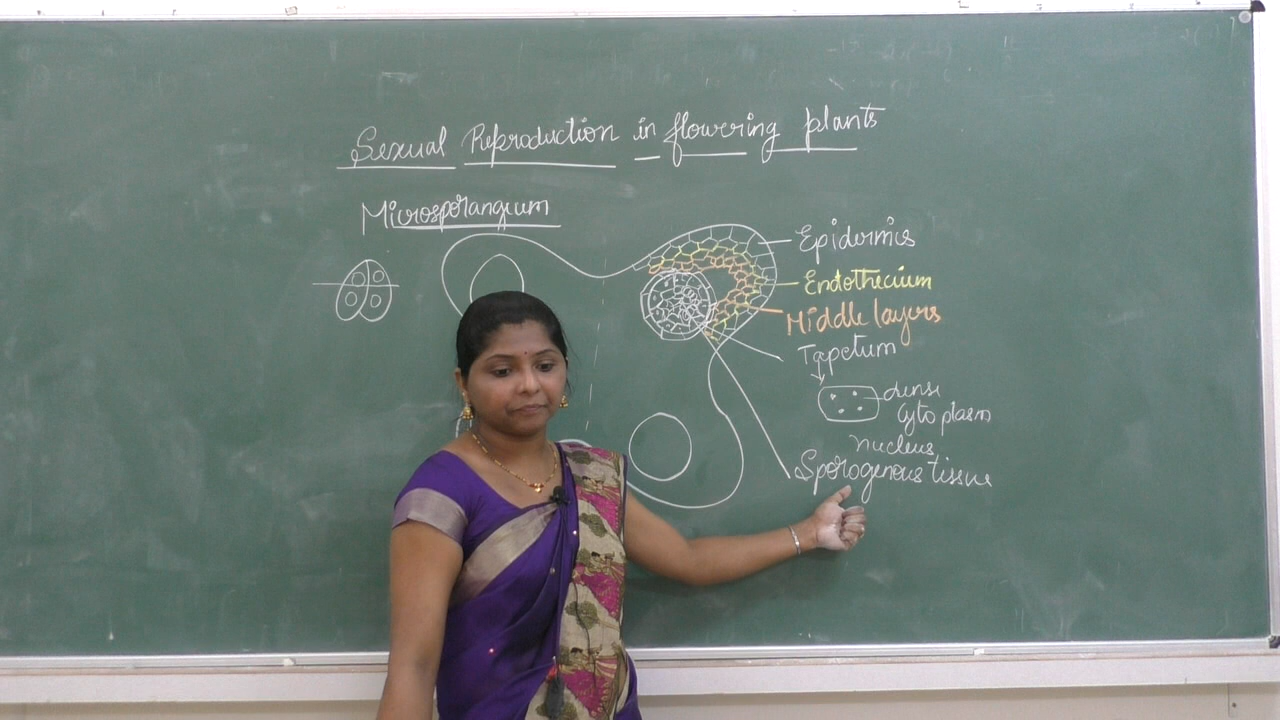 Sexual Reproduction in flowering plants
Microsporangium
Epidermis
Endothecium
Middle layers
Tapetum
dense
Cytoplasm
nucleus
Sporogenous tissue